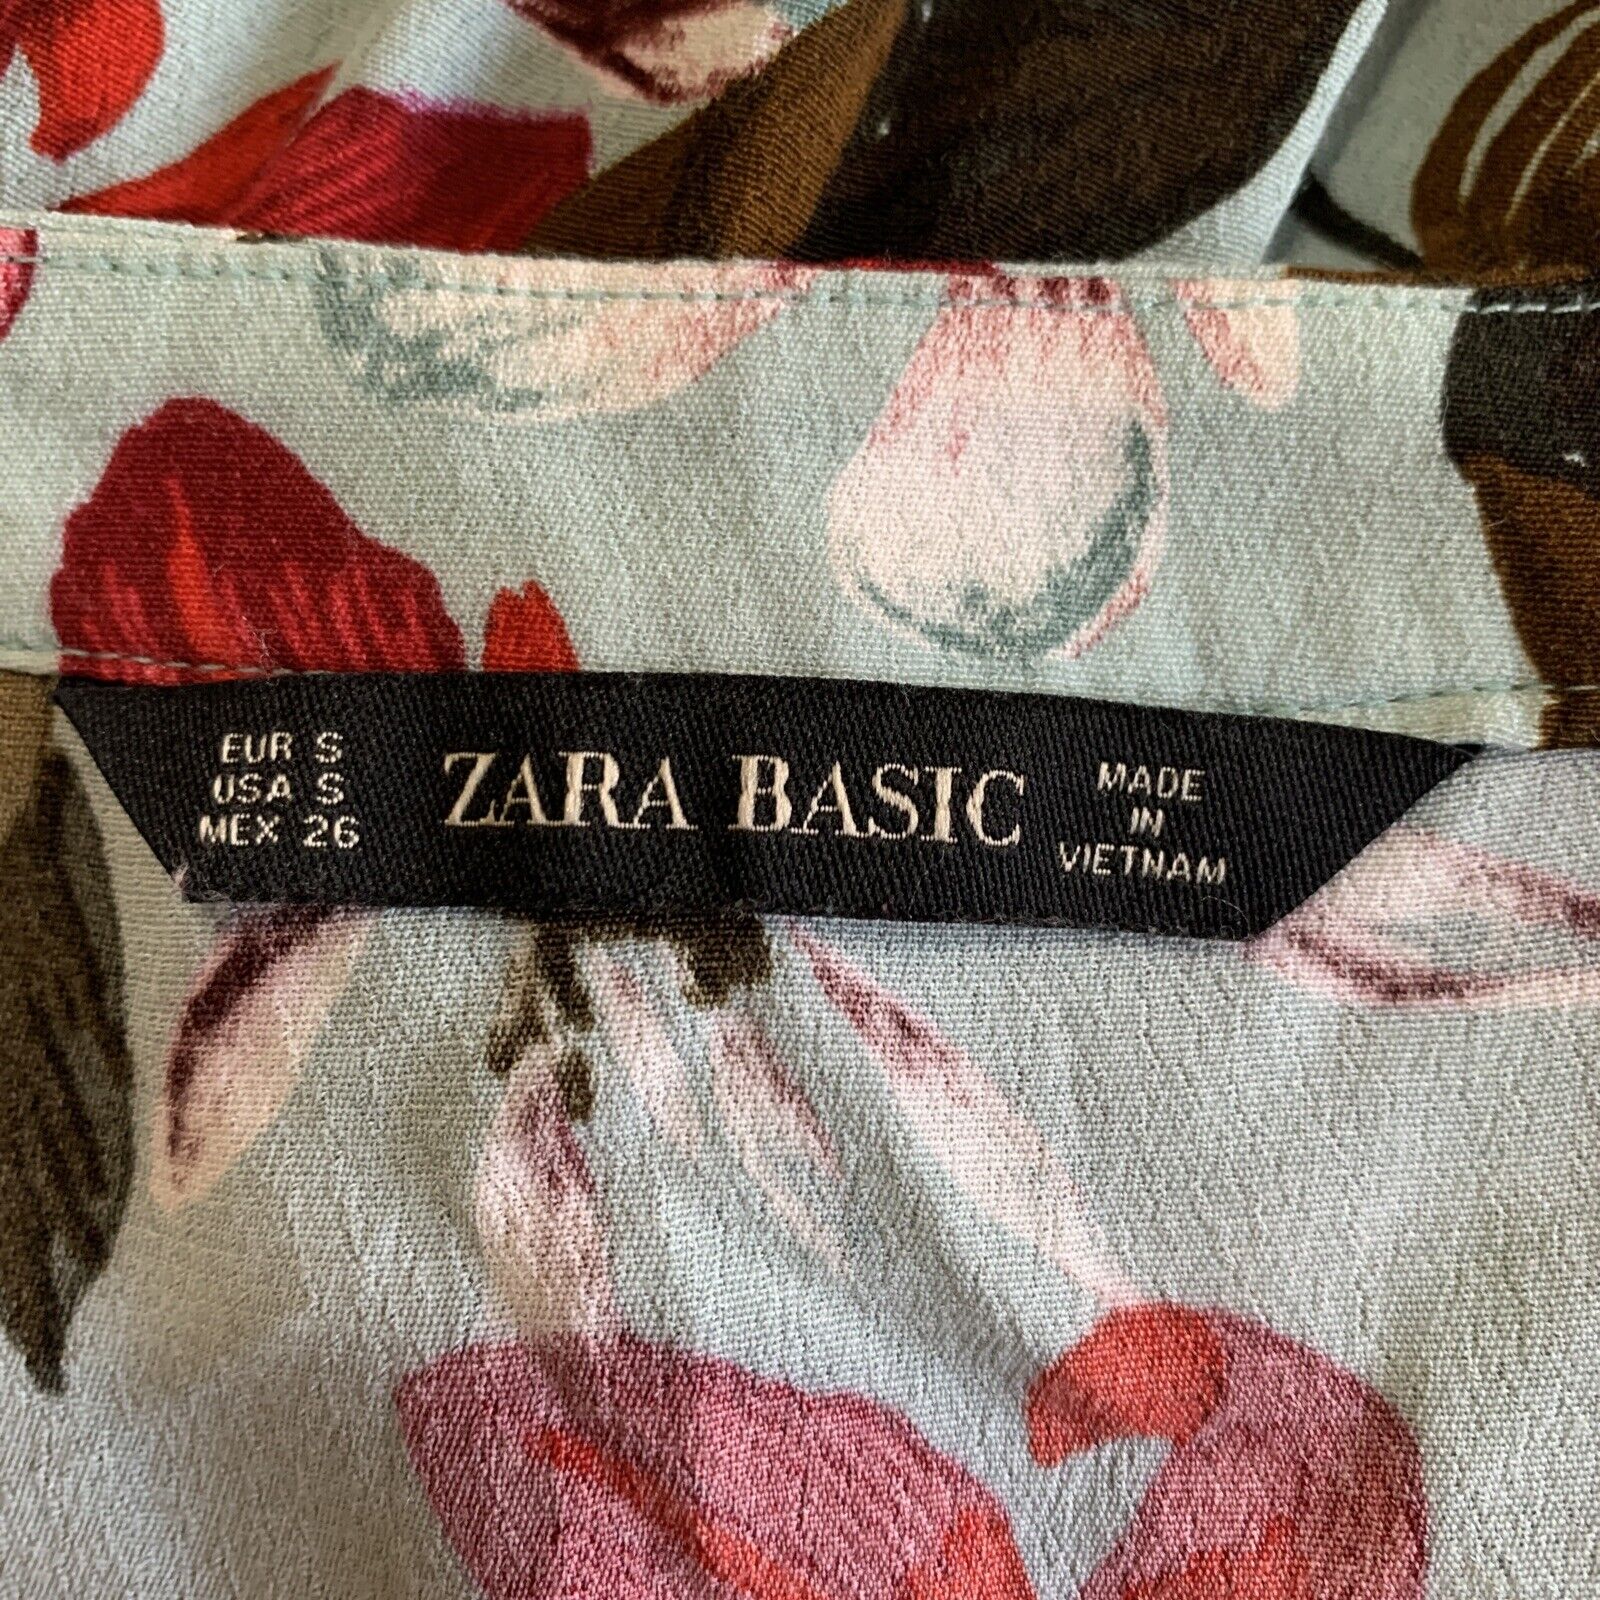 EUR S
USA S
MEX 26
ZARA BASIC
MADE
IN
VIETNAM